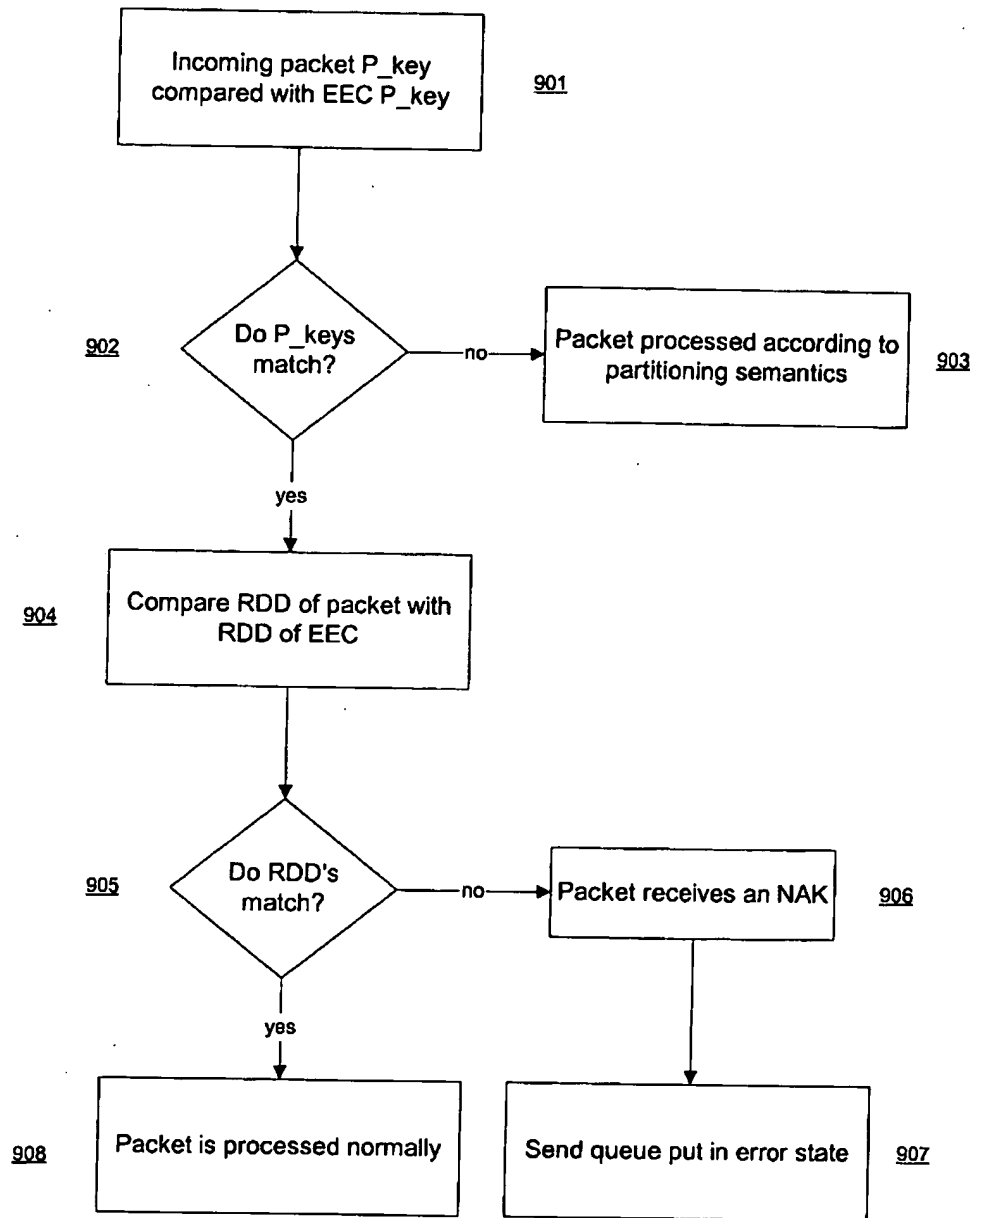 Incoming packet P_key
compared with EEC P_key
901
902
Do P_keys
match?
no
Packet processed according to
partitioning semantics
903
yes
904
Compare RDD of packet with
RDD of EEC
905
Do RDD's
match?
no
Packet receives an NAK
906
yes
908
Packet is processed normally
Send queue put in error state
907